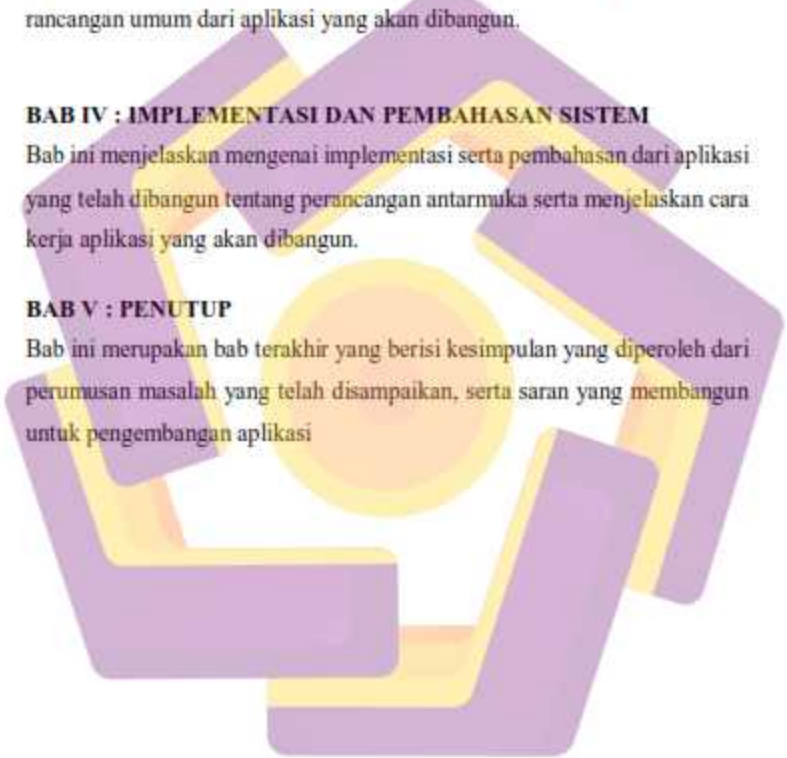 rancangan umum dari aplikasi yang akan dibangun.
BAB IV : IMPLEMENTASI DAN PEMBAHASAN SISTEM
Bab ini menjelaskan mengenai implementasi serta pembahasan dari aplikasi
yang telah dibangun tentang perancangan antarmuka serta menjelaskan cara
kerja aplikasi yang akan dibangun.
BAB V : PENUTUP
Bab ini merupakan bab terakhir yang berisi kesimpulan yang diperoleh dari
perumusan masalah yang telah disampaikan, serta saran yang membangun
untuk pengembangan aplikasi